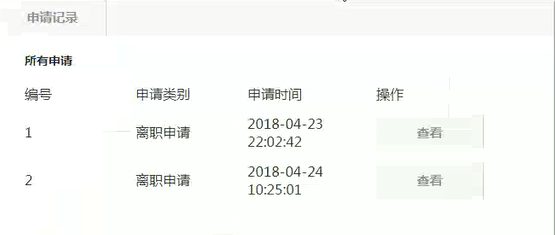 申请记录
所有申请
编号 申请类别 申请时间 操作
1 离职申请 2018-04-23 22:02:42 查看
2 离职申请 2018-04-24 10:25:01 查看